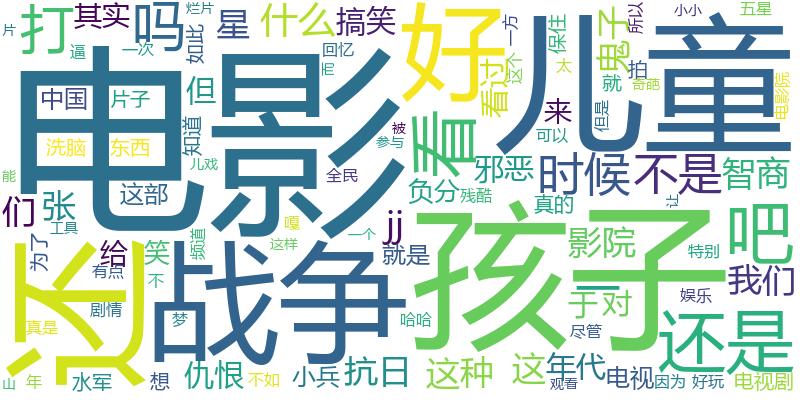 片 打 其实 烂片 吗 如此 星 什么 搞笑 好 一方 保住 鬼子 所以 小小 五星
逼 一次 回忆 而 看过 这个 太 拍 就 奇葩 电影院
电影 儿童
中国 片子 但 看 来 可以 但是
洗脑 东西 知道 被 参与 邪恶 时候 不是 智商
能 儿戏 全民 负分 残酷 真的 让
们 张 这部 嘎 jj 孩子 影院 特别 吧
工具 频道 这样 一个 就是 一 我们
为了 给 笑 于 对 娱乐
还 有点 不 战争 哈哈 尽管 还是
剧情 真是 梦
山 年 水军 想 仇恨 不如 小兵 抗日 这种 这 年代 观看 电视 因为 好玩 电视剧